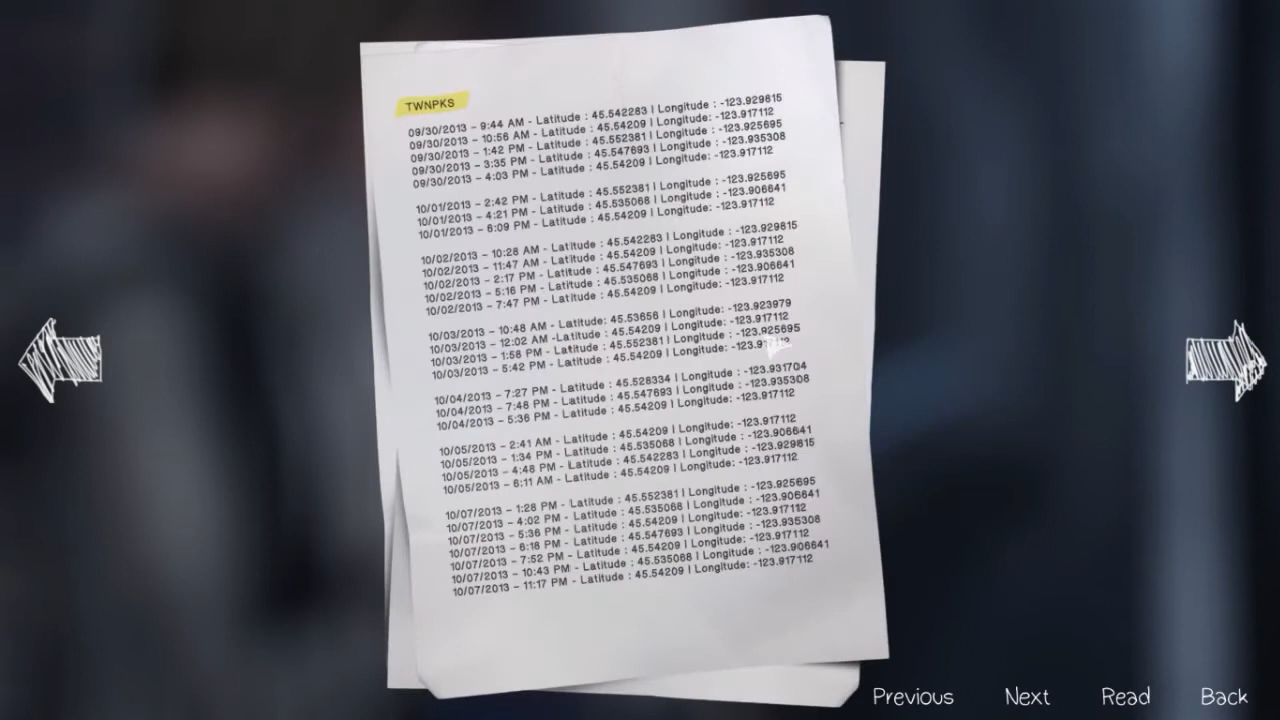 TWNPKS
09/30/2013 - 9:44 AM - Latitude : 45.542283 | Longitude : -123.929815
09/30/2013 - 10:56 AM - Latitude : 45.54209 | Longitude: -123.917112
09/30/2013 - 1:42 PM - Latitude : 45.552381 | Longitude : -123.925695
09/30/2013 - 3:35 PM - Latitude : 45.547693 | Longitude : -123.935308
09/30/2013 - 4:03 PM - Latitude : 45.54209 | Longitude: -123.917112
10/01/2013 - 2:42 PM - Latitude : 45.552381 | Longitude : -123.925695
10/01/2013 - 4:21 PM - Latitude : 45.535068 | Longitude : -123.906641
10/01/2013 - 6:09 PM - Latitude : 45.54209 | Longitude: -123.917112
10/02/2013 - 10:28 AM - Latitude : 45.542283 | Longitude : -123.929815
10/02/2013 - 11:47 AM - Latitude : 45.54209 | Longitude: -123.917112
10/02/2013 - 2:17 PM - Latitude : 45.547693 | Longitude : -123.935308
10/02/2013 - 5:16 PM - Latitude : 45.535068 | Longitude : -123.906641
10/02/2013 - 7:47 PM - Latitude : 45.54209 | Longitude: -123.917112
10/03/2013 - 10:48 AM - Latitude: 45.53656 | Longitude: -123.923979
10/03/2013 - 12:02 AM -Latitude : 45.54209 | Longitude: -123.917112
10/03/2013 - 1:58 PM - Latitude : 45.552381 | Longitude : -123.925695
10/03/2013 - 5:42 PM - Latitude : 45.54209 | Longitude: -123.917112
10/04/2013 - 7:27 PM - Latitude : 45.528334 | Longitude : -123.931704
10/04/2013 - 7:48 PM - Latitude : 45.547693 | Longitude : -123.935308
10/04/2013 - 5:36 PM - Latitude : 45.54209 | Longitude: -123.917112
10/05/2013 - 2:41 AM - Latitude : 45.54209 | Longitude: -123.917112
10/05/2013 - 1:34 PM - Latitude : 45.535068 | Longitude : -123.906641
10/05/2013 - 4:48 PM - Latitude : 45.542283 | Longitude : -123.929815
10/05/2013 - 6:11 AM - Latitude : 45.54209 | Longitude: -123.917112
10/07/2013 - 1:28 PM - Latitude : 45.552381 | Longitude : -123.925695
10/07/2013 - 4:02 PM - Latitude : 45.535068 | Longitude : -123.906641
10/07/2013 - 5:36 PM - Latitude : 45.54209 | Longitude: -123.917112
10/07/2013 - 6:18 PM - Latitude : 45.547693 | Longitude : -123.935308
10/07/2013 - 7:52 PM - Latitude : 45.54209 | Longitude: -123.917112
10/07/2013 - 10:43 PM - Latitude : 45.535068 | Longitude : -123.906641
10/07/2013 - 11:17 PM - Latitude : 45.54209 | Longitude: -123.917112
Previous Next Read Back